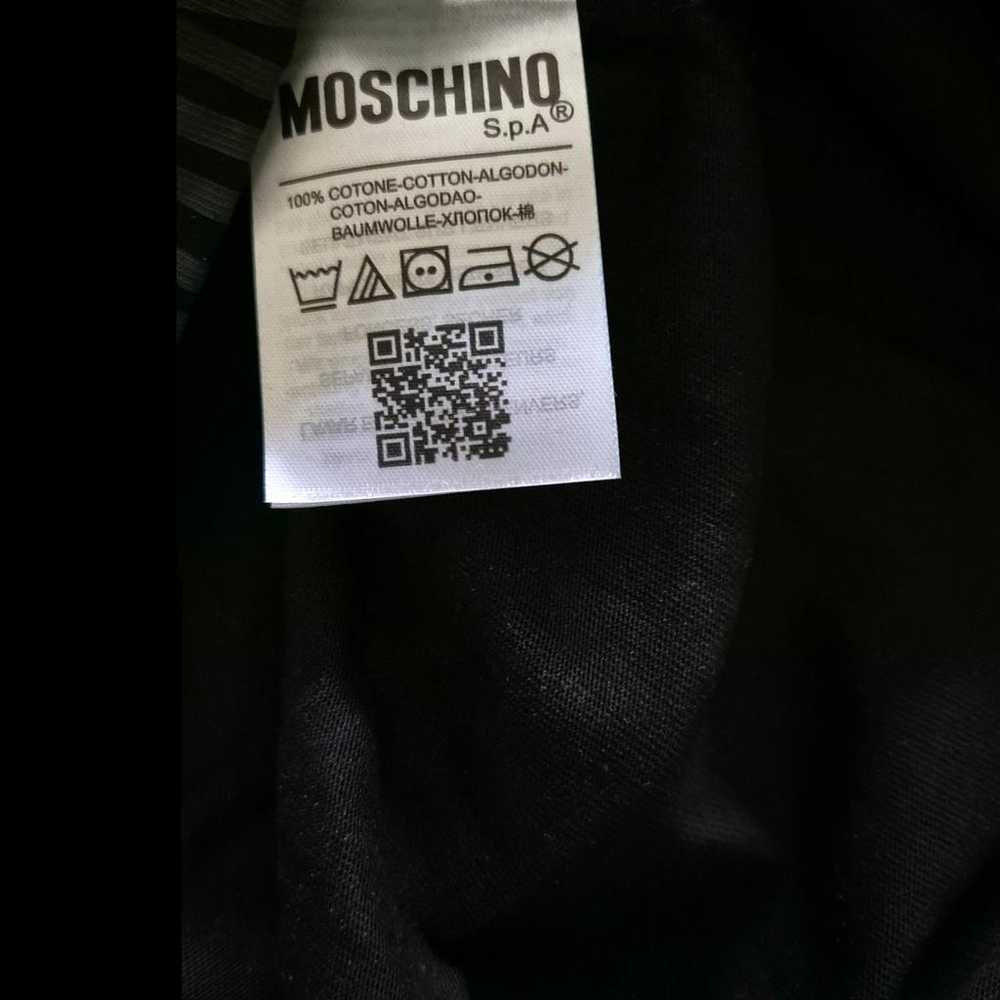 MOSCHINO
S.p.A®
100% COTONE-COTTON-ALGODON-
COTON-ALGODAO-
BAUMWOLLE-ХЛОПОК-棉